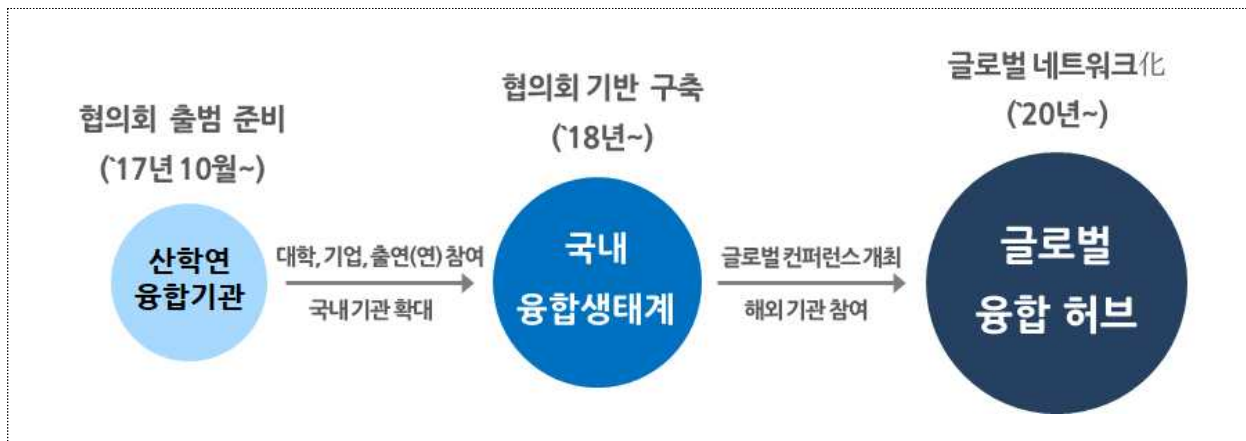 협의회 출범 준비
(`17년 10월~)
산학연
융합기관
대학, 기업, 출연(연) 참여
국내 기관 확대
협의회 기반 구축
(`18년~)
국내
융합생태계
글로벌 컨퍼런스 개최
해외 기관 참여
글로벌 네트워크化
(`20년~)
글로벌
융합 허브